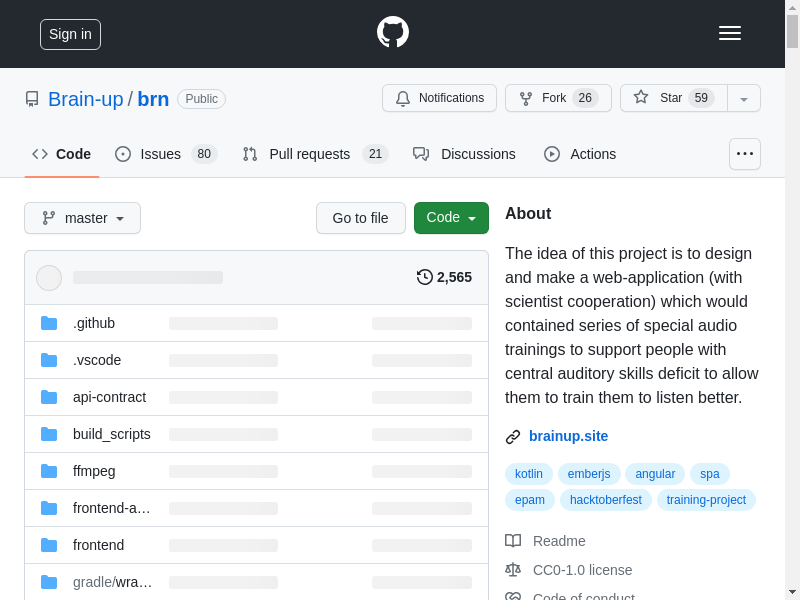 Sign in
Brain-up / brn Public
Notifications Fork 26 Star 59
Code Issues 80 Pull requests 21 Discussions Actions
master Go to file Code
2,565
.github
.vscode
api-contract
build_scripts
ffmpeg
frontend-a…
frontend
gradle/wra…
About
The idea of this project is to design
and make a web-application (with
scientist cooperation) which would
contained series of special audio
trainings to support people with
central auditory skills deficit to allow
them to train them to listen better.
brainup.site
kotlin emberjs angular spa
epam hacktoberfest training-project
Readme
CC0-1.0 license
Code of conduct